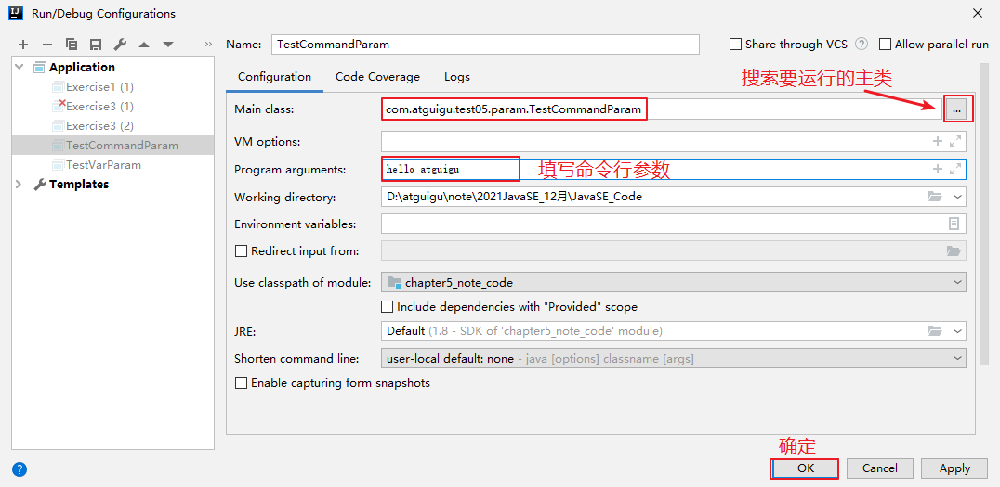 Run/Debug Configurations
Name: TestCommandParam
Share through VCS ? Allow parallel run
Application
Exercise1 (1)
Exercise3 (1)
Exercise3 (2)
TestCommandParam
TestVarParam
Templates
Configuration Code Coverage Logs
搜索要运行的主类
Main class: com.atguigu.test05.param.TestCommandParam ...
VM options:
Program arguments: hello atguigu 填写命令行参数
Working directory: D:\atguigu\note\2021JavaSE_12月\JavaSE_Code
Environment variables:
Redirect input from:
Use classpath of module: chapter5_note_code
Include dependencies with "Provided" scope
JRE: Default (1.8 - SDK of 'chapter5_note_code' module)
Shorten command line: user-local default: none - java [options] classname [args]
Enable capturing form snapshots
确定
? OK Cancel Apply